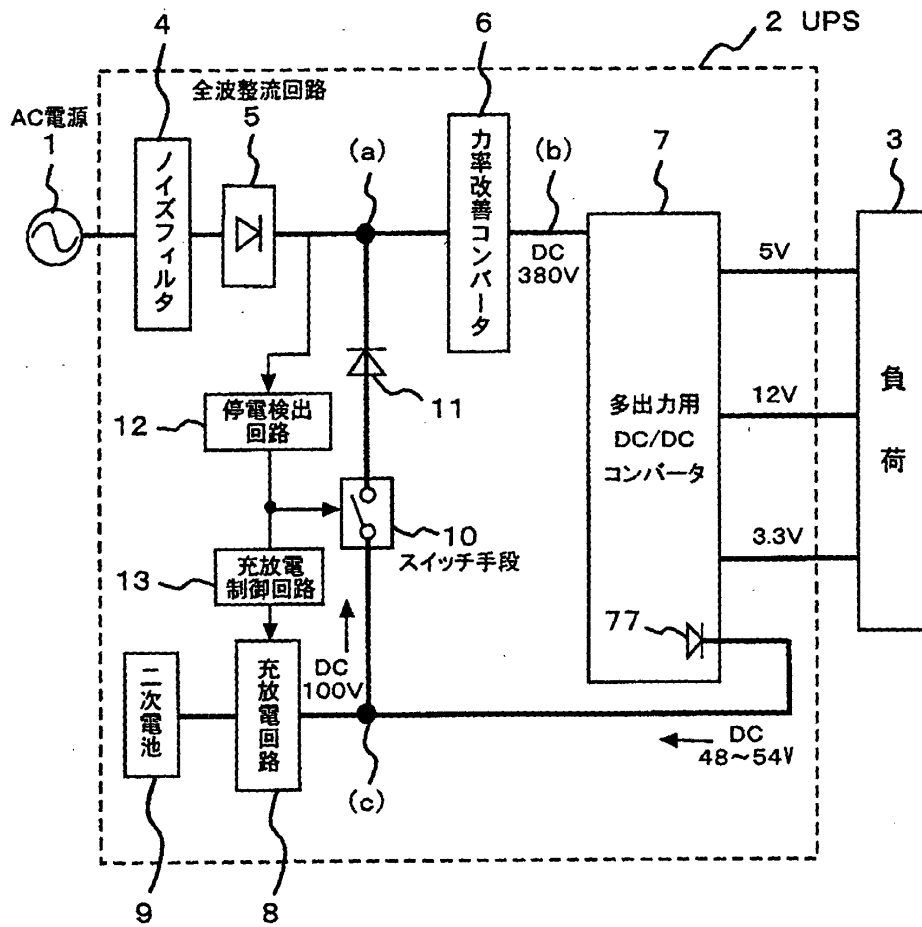 4
6
2 UPS
AC電源
1
全波整流回路
5
ノイズフィルタ
(a)
力率改善コンバータ
(b)
7
3
DC
380V
5V
12V
3.3V
負荷
多出力用
DC/DC
コンバータ
11
12
停電検出
回路
10
スイッチ手段
13
充放電
制御回路
77
DC
100V
二次電池
充放電回路
DC
48～54V
(c)
9
8